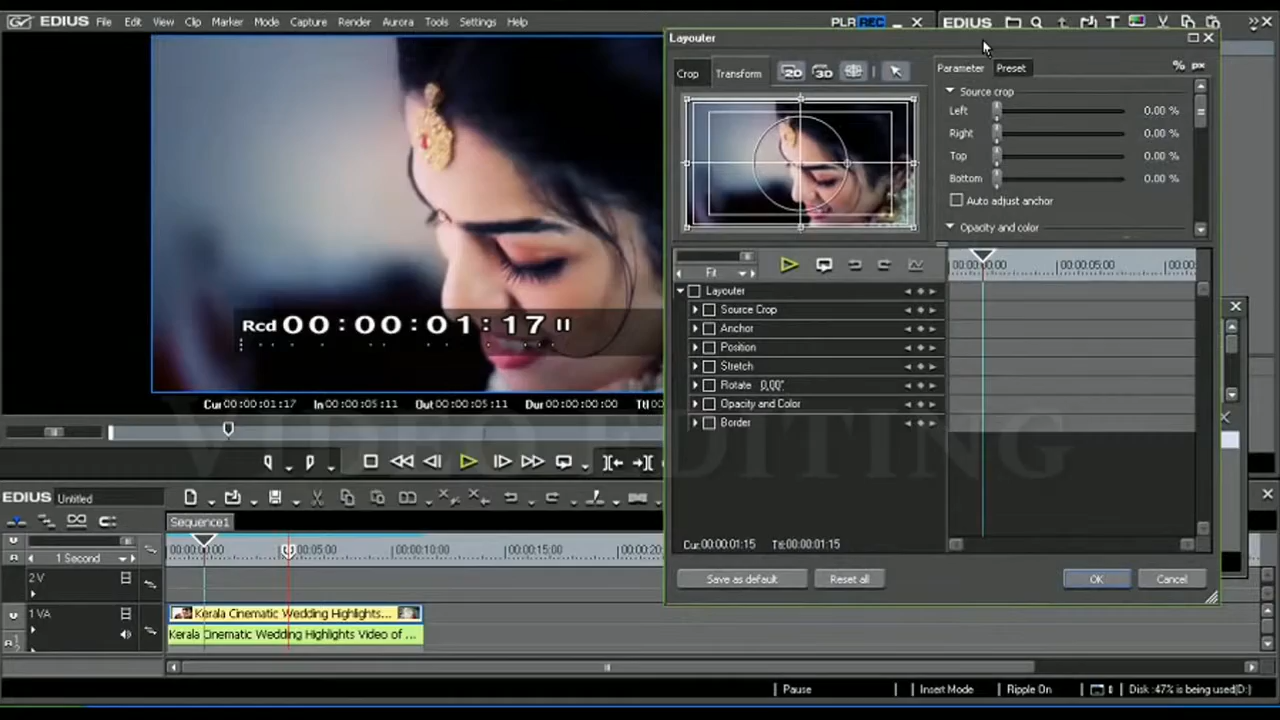 EDIUS File Edit View Clip Marker Mode Capture Render Aurora Tools Settings Help PLR REC
EDIUS
Layouter
Crop Transform 2D 3D
Parameter Preset % px
Source crop
Left 0.00 %
Right 0.00 %
Top 0.00 %
Bottom 0.00 %
Auto adjust anchor
Opacity and color
Fit
00:00:00:00 00:00:05:00 00:00:
Layouter
Source Crop
Anchor
Position
Stretch
Rotate 0.00°
Opacity and Color
Border
Cur:00:00:01:15 Ttl:00:00:01:15
Save as default Reset all OK Cancel
Rcd 00:00:01:17
Cur 00:00:01:17 In 00:00:05:11 Out 00:00:05:11 Dur 00:00:00:00 Ttl 00:0
VIDEO EDITING
EDIUS Untitled
Sequence1
1 Second
00:00:00:00 00:00:05:00 00:00:10:00 00:00:15:00 00:00:20
2 V
1 VA
Kerala Cinematic Wedding Highlights...
Kerala Cinematic Wedding Highlights Video of ...
Pause Insert Mode Ripple On Disk :47% is being used(D:)